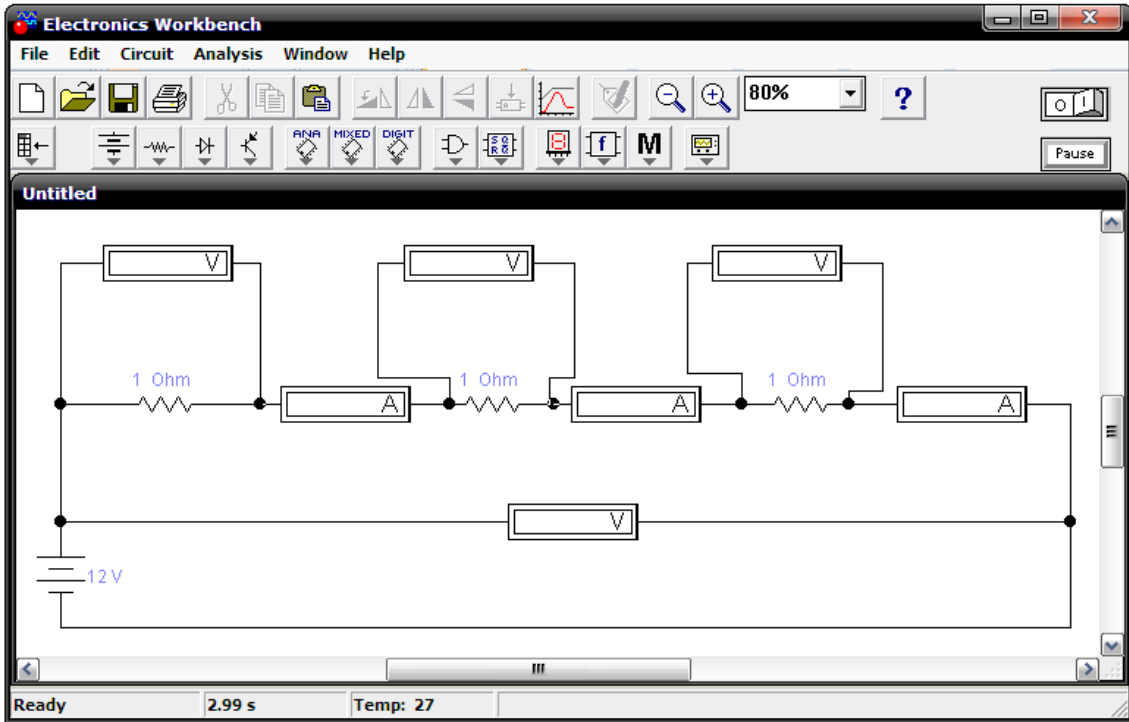 Electronics Workbench
File Edit Circuit Analysis Window Help
80% ?
O I
ANA MIXED DIGIT
S Q
R Q
f M
Pause
Untitled
V V V
1 Ohm 1 Ohm 1 Ohm
A A A
V
12 V
Ready 2.99 s Temp: 27